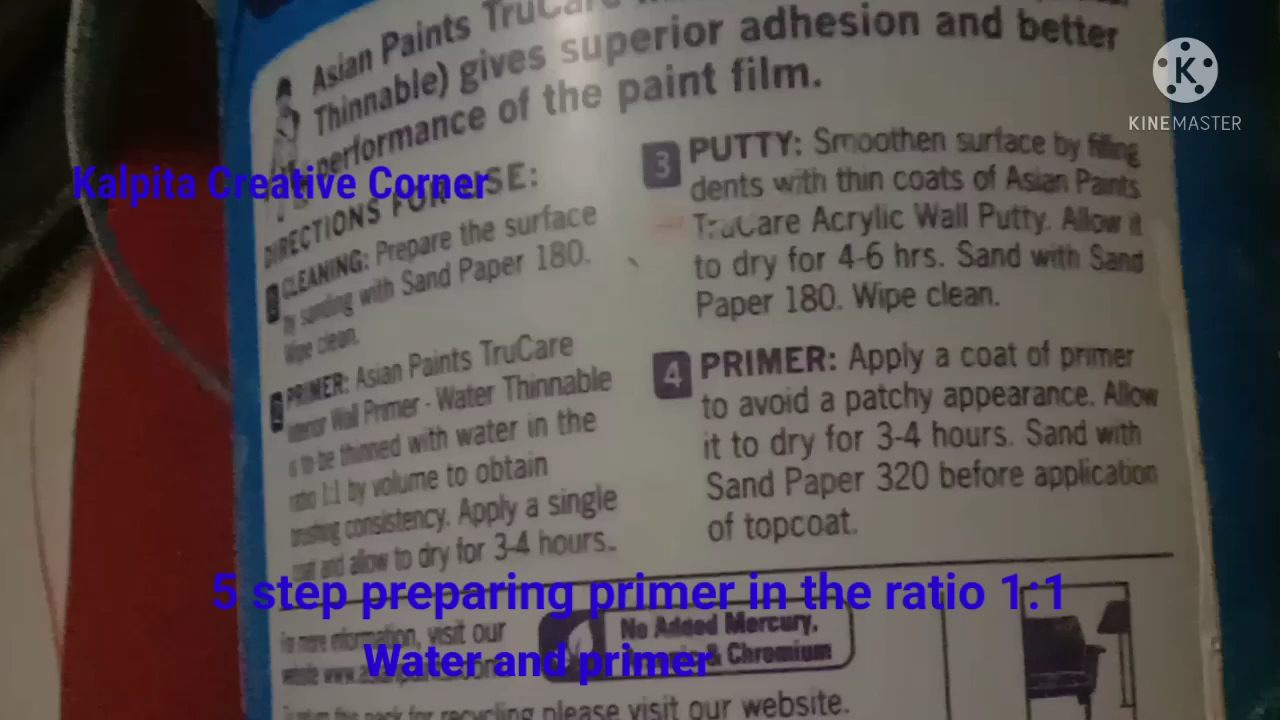 Asian Paints TruCare
Thinnable) gives superior adhesion and better
performance of the paint film.
Kalpita Creative Corner
DIRECTIONS FOR USE:
CLEANING: Prepare the surface
by sanding with Sand Paper 180.
Wipe clean.
PRIMER: Asian Paints TruCare
Interior Wall Primer - Water Thinnable
is to be thinned with water in the
ratio 1:1 by volume to obtain
brushing consistency. Apply a single
coat and allow to dry for 3-4 hours.
3 PUTTY: Smoothen surface by filling
dents with thin coats of Asian Paints
TruCare Acrylic Wall Putty. Allow it
to dry for 4-6 hrs. Sand with Sand
Paper 180. Wipe clean.
4 PRIMER: Apply a coat of primer
to avoid a patchy appearance. Allow
it to dry for 3-4 hours. Sand with
Sand Paper 320 before application
of topcoat.
5 step preparing primer in the ratio 1:1
Water and primer
For more information, visit our
website
No Added Mercury,
& Chromium
this pack for recycling please visit our website.
K
KINEMASTER